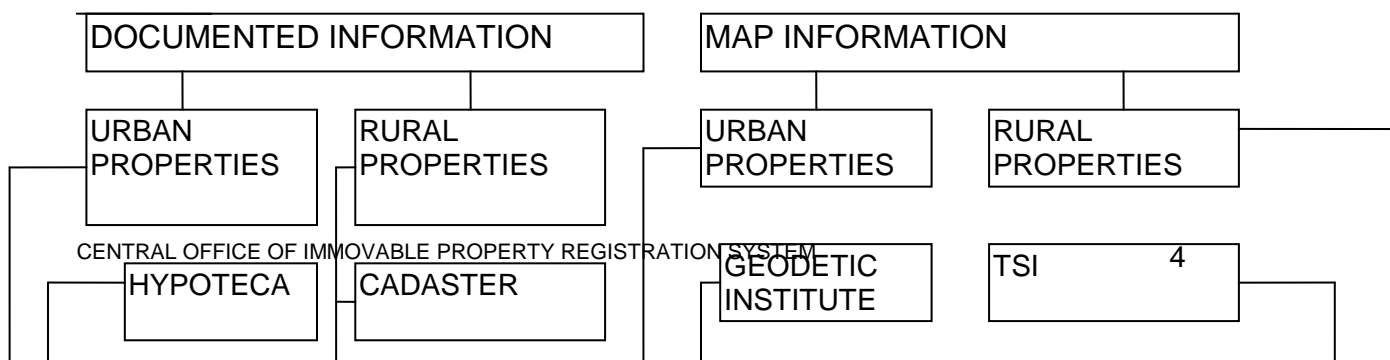 DOCUMENTED INFORMATION
MAP INFORMATION
URBAN
PROPERTIES
RURAL
PROPERTIES
URBAN
PROPERTIES
RURAL
PROPERTIES
CENTRAL OFFICE OF IMMOVABLE PROPERTY REGISTRATION SYSTEM
4
HYPOTECA
CADASTER
GEODETIC
INSTITUTE
TSI